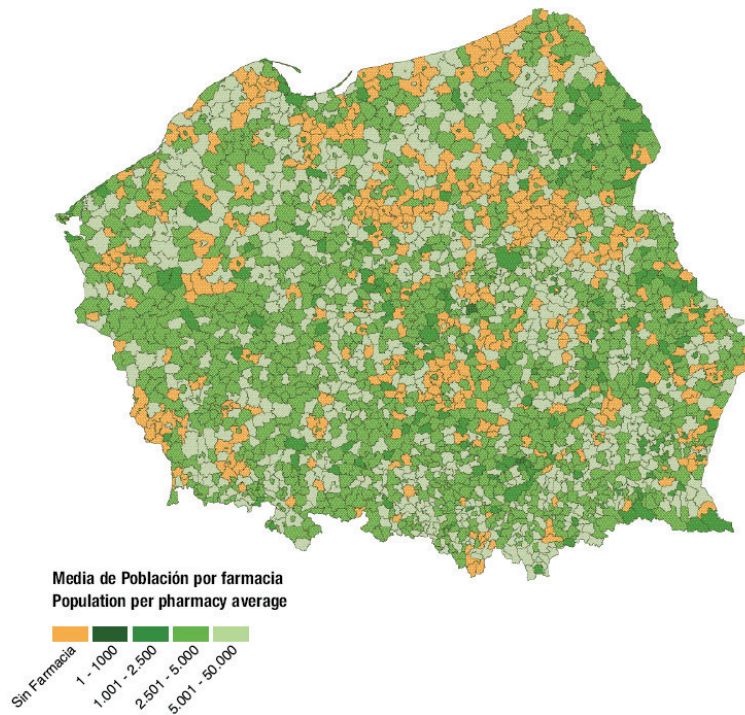 Media de Población por farmacia
Population per pharmacy average
Sin Farmacia
1 - 1000
1.001 - 2.500
2.501 - 5.000
5.001 - 50.000